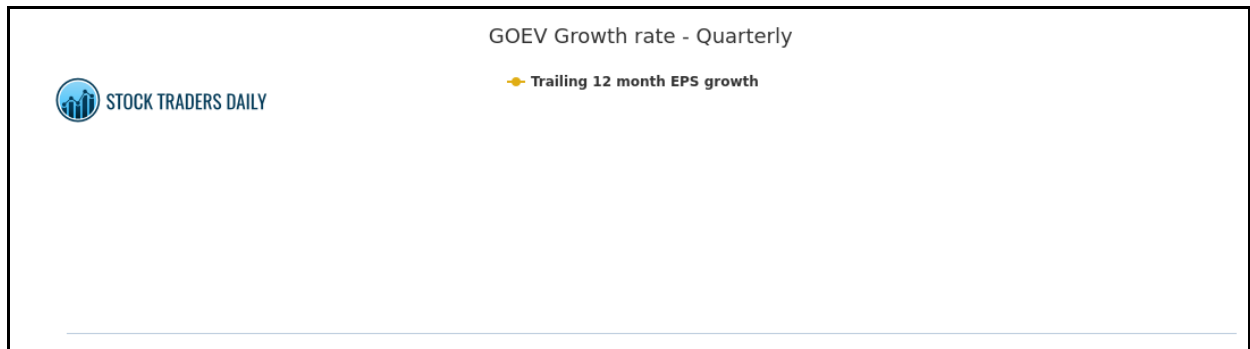 GOEV Growth rate - Quarterly
Trailing 12 month EPS growth
STOCK TRADERS DAILY